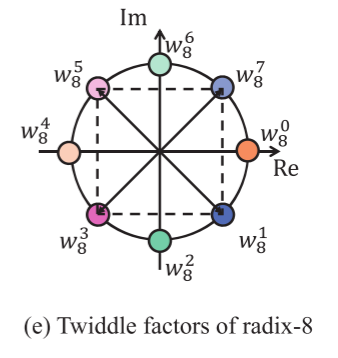 Im
w_8^6
w_8^5
w_8^7
w_8^4
w_8^0
Re
w_8^3
w_8^1
w_8^2
(e) Twiddle factors of radix-8